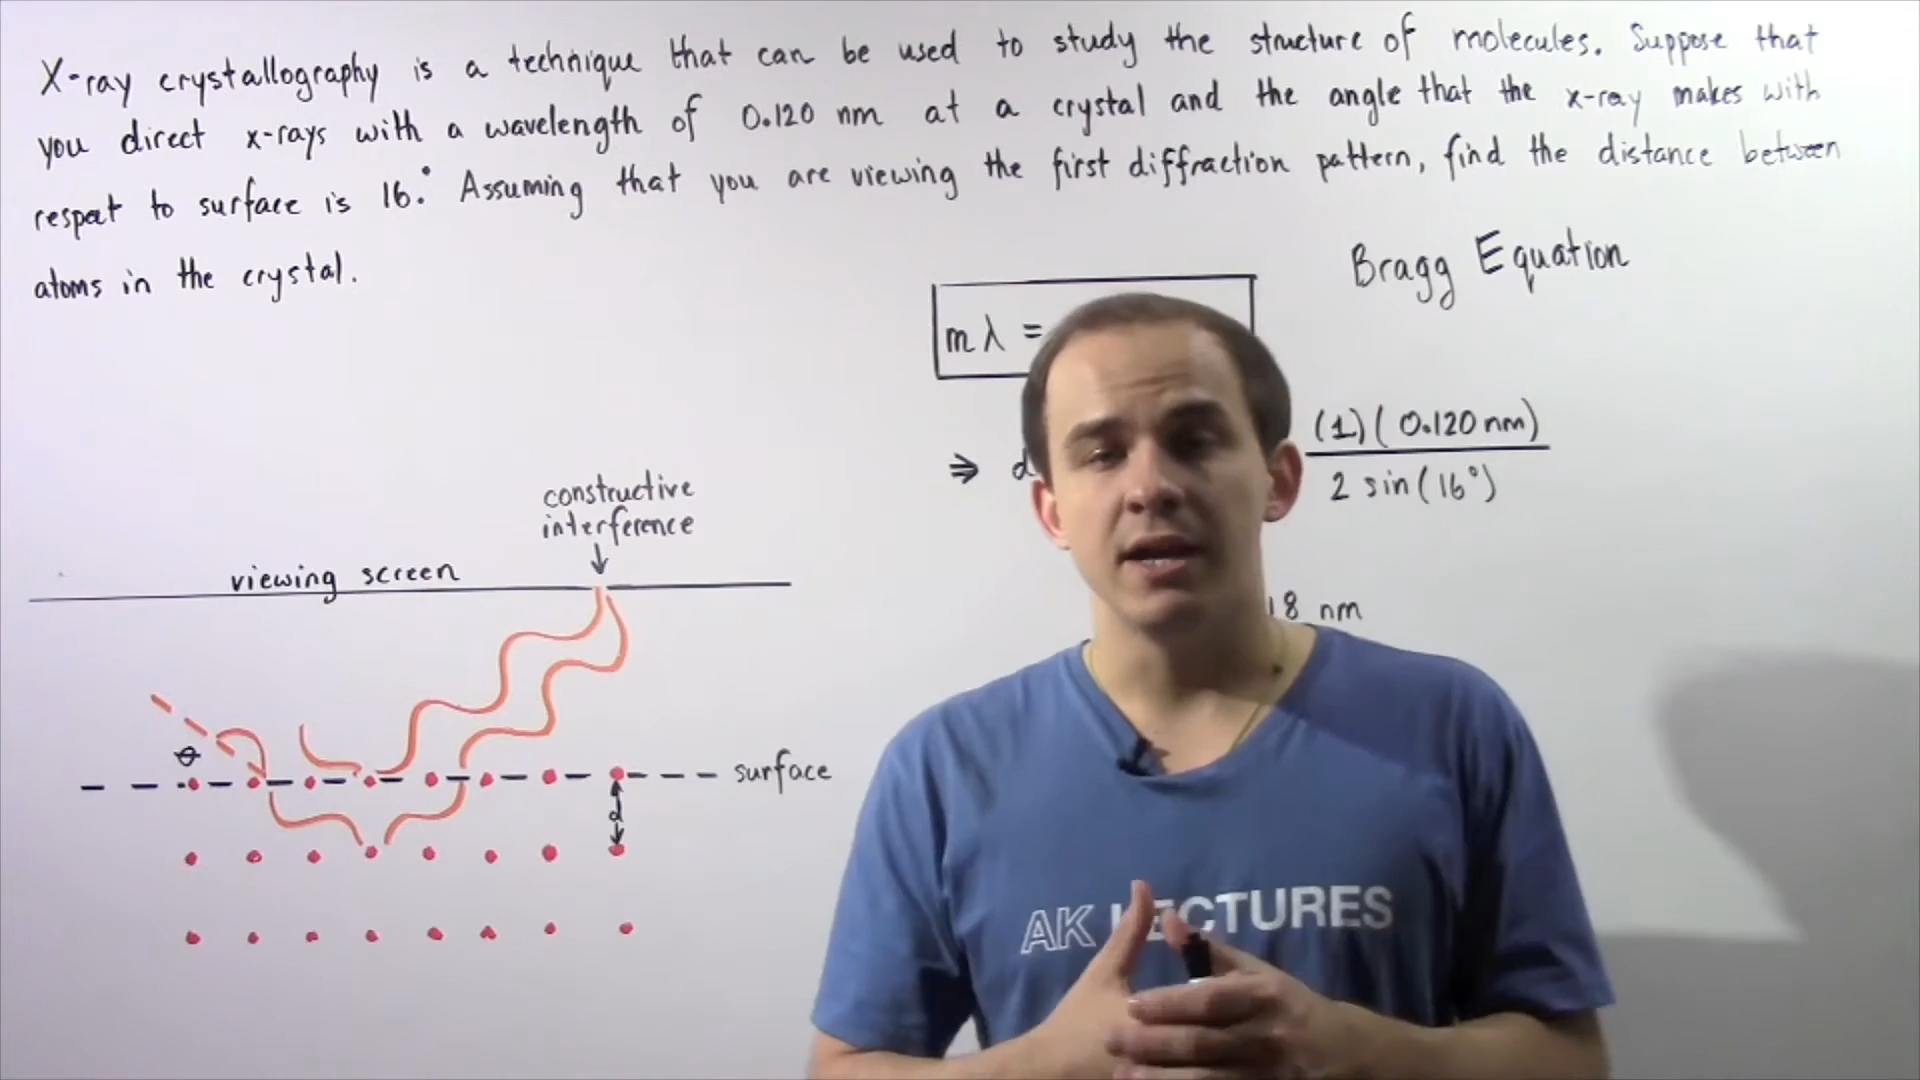 X-ray crystallography is a technique that can be used to study the structure of molecules. Suppose that
you direct x-rays with a wavelength of 0.120 nm at a crystal and the angle that the x-ray makes with
respect to surface is 16°. Assuming that you are viewing the first diffraction pattern, find the distance between
atoms in the crystal.
Bragg Equation
mλ =
⇒ d
(1)(0.120 nm)
2 sin(16°)
18 nm
constructive
interference
viewing screen
θ
surface
d
AK LECTURES